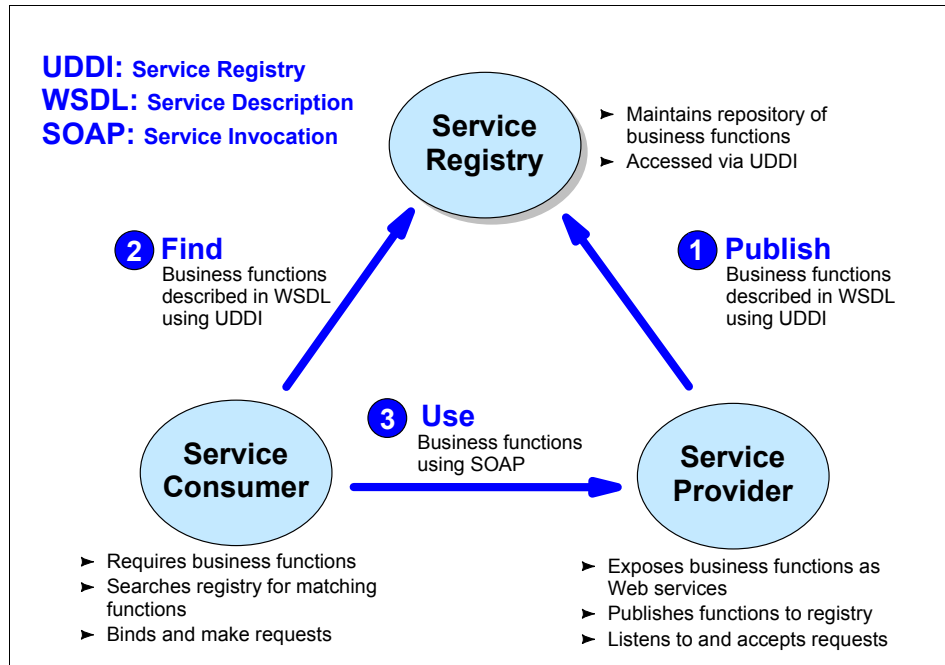 UDDI: Service Registry
WSDL: Service Description
SOAP: Service Invocation
Service
Registry
➤ Maintains repository of
business functions
➤ Accessed via UDDI
2 Find
Business functions
described in WSDL
using UDDI
1 Publish
Business functions
described in WSDL
using UDDI
3 Use
Business functions
using SOAP
Service
Consumer
Service
Provider
➤ Requires business functions
➤ Searches registry for matching
functions
➤ Binds and make requests
➤ Exposes business functions as
Web services
➤ Publishes functions to registry
➤ Listens to and accepts requests